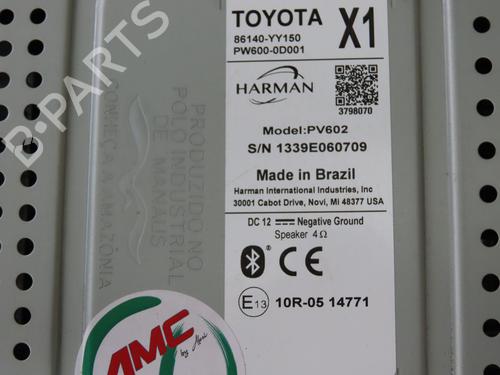 TOYOTA X1
86140-YY150
PW600-0D001
HARMAN
3798070
Model:PV602
S/N 1339E060709
Made in Brazil
Harman International Industries, Inc
30001 Cabot Drive, Novi, Mi 48377 USA
DC 12 Negative Ground
Speaker 4Ω
CE
E13 10R-05 14771
PRODUZIDO NO
POLO INDUSTRIAL
DE MANAUS
CONHEÇA A AMAZÔNIA
B-PARTS
AMC